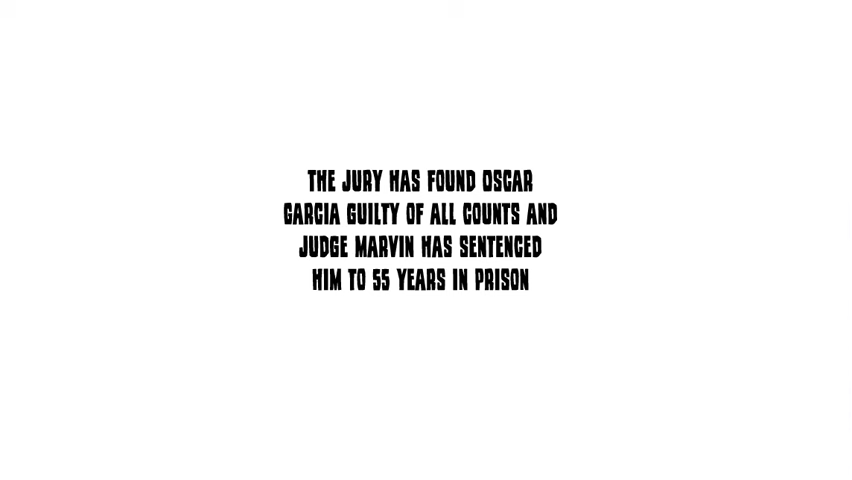 THE JURY HAS FOUND OSCAR
GARCIA GUILTY OF ALL COUNTS AND
JUDGE MARVIN HAS SENTENCED
HIM TO 55 YEARS IN PRISON